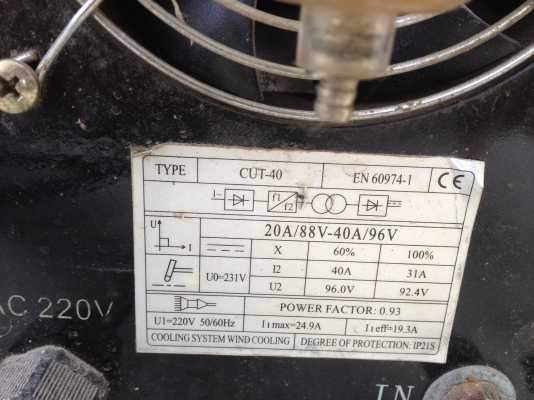 TYPE CUT-40 EN 60974-1 CE
f1
f2
U I 20A/88V-40A/96V
X 60% 100%
U0=231V I2 40A 31A
U2 96.0V 92.4V
POWER FACTOR: 0.93
U1=220V 50/60Hz I1max=24.9A I1eff=19.3A
COOLING SYSTEM WIND COOLING DEGREE OF PROTECTION: IP21S
AC 220V
IN